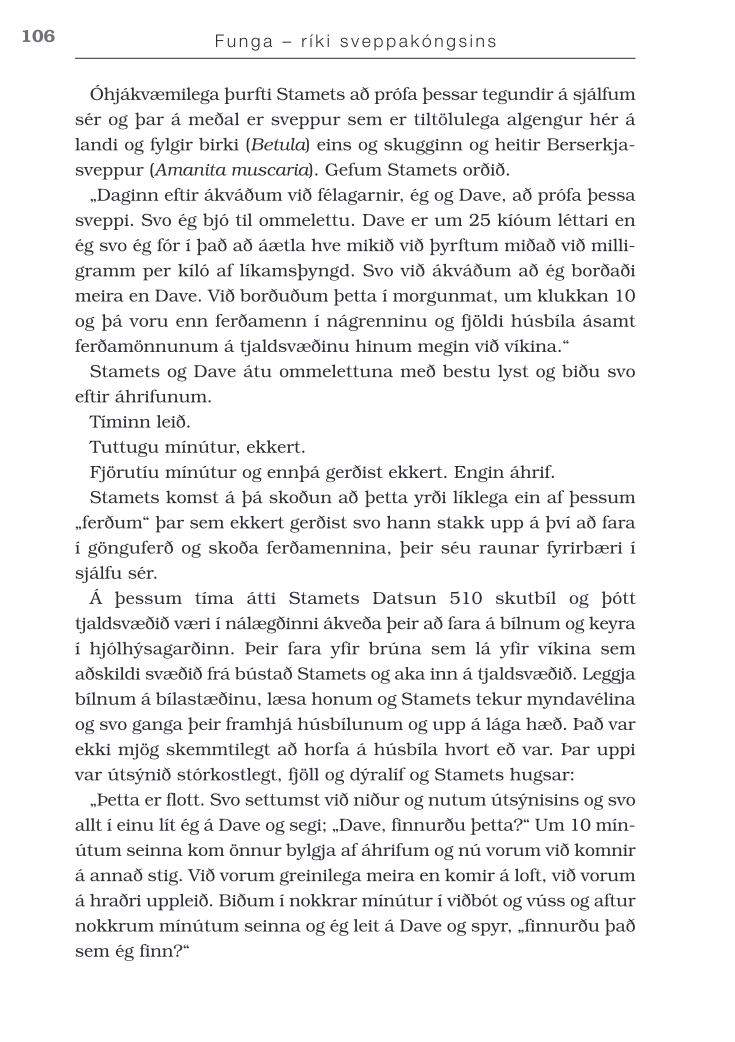 106
Funga – ríki sveppakóngsins
Óhjákvæmilega þurfti Stamets að prófa þessar tegundir á sjálfum
sér og þar á meðal er sveppur sem er tiltölulega algengur hér á
landi og fylgir birki (Betula) eins og skugginn og heitir Berserkja-
sveppur (Amanita muscaria). Gefum Stamets orðið.
„Daginn eftir ákváðum við félagarnir, ég og Dave, að prófa þessa
sveppi. Svo ég bjó til ommelettu. Dave er um 25 kíóum léttari en
ég svo ég fór í það að áætla hve mikið við þyrftum miðað við milli-
gramm per kíló af líkamsþyngd. Svo við ákváðum að ég borðaði
meira en Dave. Við borðuðum þetta í morgunmat, um klukkan 10
og þá voru enn ferðamenn í nágrenninu og fjöldi húsbíla ásamt
ferðamönnunum á tjaldsvæðinu hinum megin við víkina.“
Stamets og Dave átu ommelettuna með bestu lyst og biðu svo
eftir áhrifunum.
Tíminn leið.
Tuttugu mínútur, ekkert.
Fjörutíu mínútur og ennþá gerðist ekkert. Engin áhrif.
Stamets komst á þá skoðun að þetta yrði líklega ein af þessum
„ferðum“ þar sem ekkert gerðist svo hann stakk upp á því að fara
í gönguferð og skoða ferðamennina, þeir séu raunar fyrirbæri í
sjálfu sér.
Á þessum tíma átti Stamets Datsun 510 skutbíl og þótt
tjaldsvæðið væri í nálægðinni ákveða þeir að fara á bílnum og keyra
í hjólhýsagarðinn. Þeir fara yfir brúna sem lá yfir víkina sem
aðskildi svæðið frá bústað Stamets og aka inn á tjaldsvæðið. Leggja
bílnum á bílastæðinu, læsa honum og Stamets tekur myndavélina
og svo ganga þeir framhjá húsbílunum og upp á lága hæð. Það var
ekki mjög skemmtilegt að horfa á húsbíla hvort eð var. Þar uppi
var útsýnið stórkostlegt, fjöll og dýralíf og Stamets hugsar:
„Þetta er flott. Svo settumst við niður og nutum útsýnisins og svo
allt í einu lít ég á Dave og segi; „Dave, finnurðu þetta?“ Um 10 mín-
útum seinna kom önnur bylgja af áhrifum og nú vorum við komnir
á annað stig. Við vorum greinilega meira en komir á loft, við vorum
á hraðri uppleið. Biðum í nokkrar mínútur í viðbót og vúss og aftur
nokkrum mínútum seinna og ég leit á Dave og spyr, „finnurðu það
sem ég finn?“